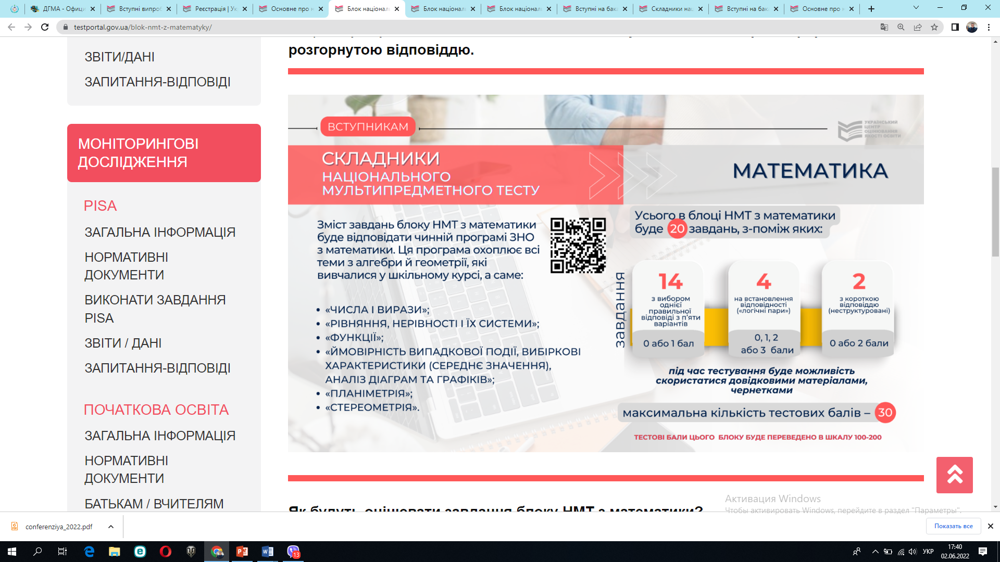 ДГМА - Офици
Вступні випроб
Реєстрація | Ук
Основне про н
Блок національ
Блок національ
Блок національ
Вступні на бака
Складники нац
Вступні на бака
Основне про н
testportal.gov.ua/blok-nmt-z-matematyky/
ЗВІТИ/ДАНІ
ЗАПИТАННЯ-ВІДПОВІДІ
МОНІТОРИНГОВІ
ДОСЛІДЖЕННЯ
PISA
ЗАГАЛЬНА ІНФОРМАЦІЯ
НОРМАТИВНІ
ДОКУМЕНТИ
ВИКОНАТИ ЗАВДАННЯ
PISA
ЗВІТИ / ДАНІ
ЗАПИТАННЯ-ВІДПОВІДІ
ПОЧАТКОВА ОСВІТА
ЗАГАЛЬНА ІНФОРМАЦІЯ
НОРМАТИВНІ
ДОКУМЕНТИ
БАТЬКАМ / ВЧИТЕЛЯМ
розгорнутою відповіддю.
ВСТУПНИКАМ
УКРАЇНСЬКИЙ
ЦЕНТР
ОЦІНЮВАННЯ
ЯКОСТІ ОСВІТИ
СКЛАДНИКИ
НАЦІОНАЛЬНОГО
МУЛЬТИПРЕДМЕТНОГО ТЕСТУ
МАТЕМАТИКА
Зміст завдань блоку НМТ з математики
буде відповідати чинній програмі ЗНО
з математики. Ця програма охоплює всі
теми з алгебри й геометрії, які
вивчалися у шкільному курсі, а саме:
• «ЧИСЛА І ВИРАЗИ»;
• «РІВНЯННЯ, НЕРІВНОСТІ І ЇХ СИСТЕМИ»;
• «ФУНКЦІЇ»;
• «ЙМОВІРНІСТЬ ВИПАДКОВОЇ ПОДІЇ, ВИБІРКОВІ
ХАРАКТЕРИСТИКИ (СЕРЕДНЄ ЗНАЧЕННЯ),
АНАЛІЗ ДІАГРАМ ТА ГРАФІКІВ»;
• «ПЛАНІМЕТРІЯ»;
• «СТЕРЕОМЕТРІЯ».
Усього в блоці НМТ з математики
буде 20 завдань, з-поміж яких:
завдання
14
з вибором
однієї
правильної
відповіді з п'яти
варіантів
0 або 1 бал
4
на встановлення
відповідності
(«логічні пари»)
0, 1, 2
або 3 бали
2
з короткою
відповіддю
(неструктуровані)
0 або 2 бали
під час тестування буде можливість
скористатися довідковими матеріалами,
чернетками
максимальна кількість тестових балів – 30
ТЕСТОВІ БАЛИ ЦЬОГО БЛОКУ БУДЕ ПЕРЕВЕДЕНО В ШКАЛУ 100-200
Як будуть оцінювати завдання блоку НМТ з математики?
Активация Windows
Чтобы активировать Windows, перейдите в раздел "Параметры".
conferenziya_2022.pdf
Показать все
13
УКР
17:40
02.06.2022